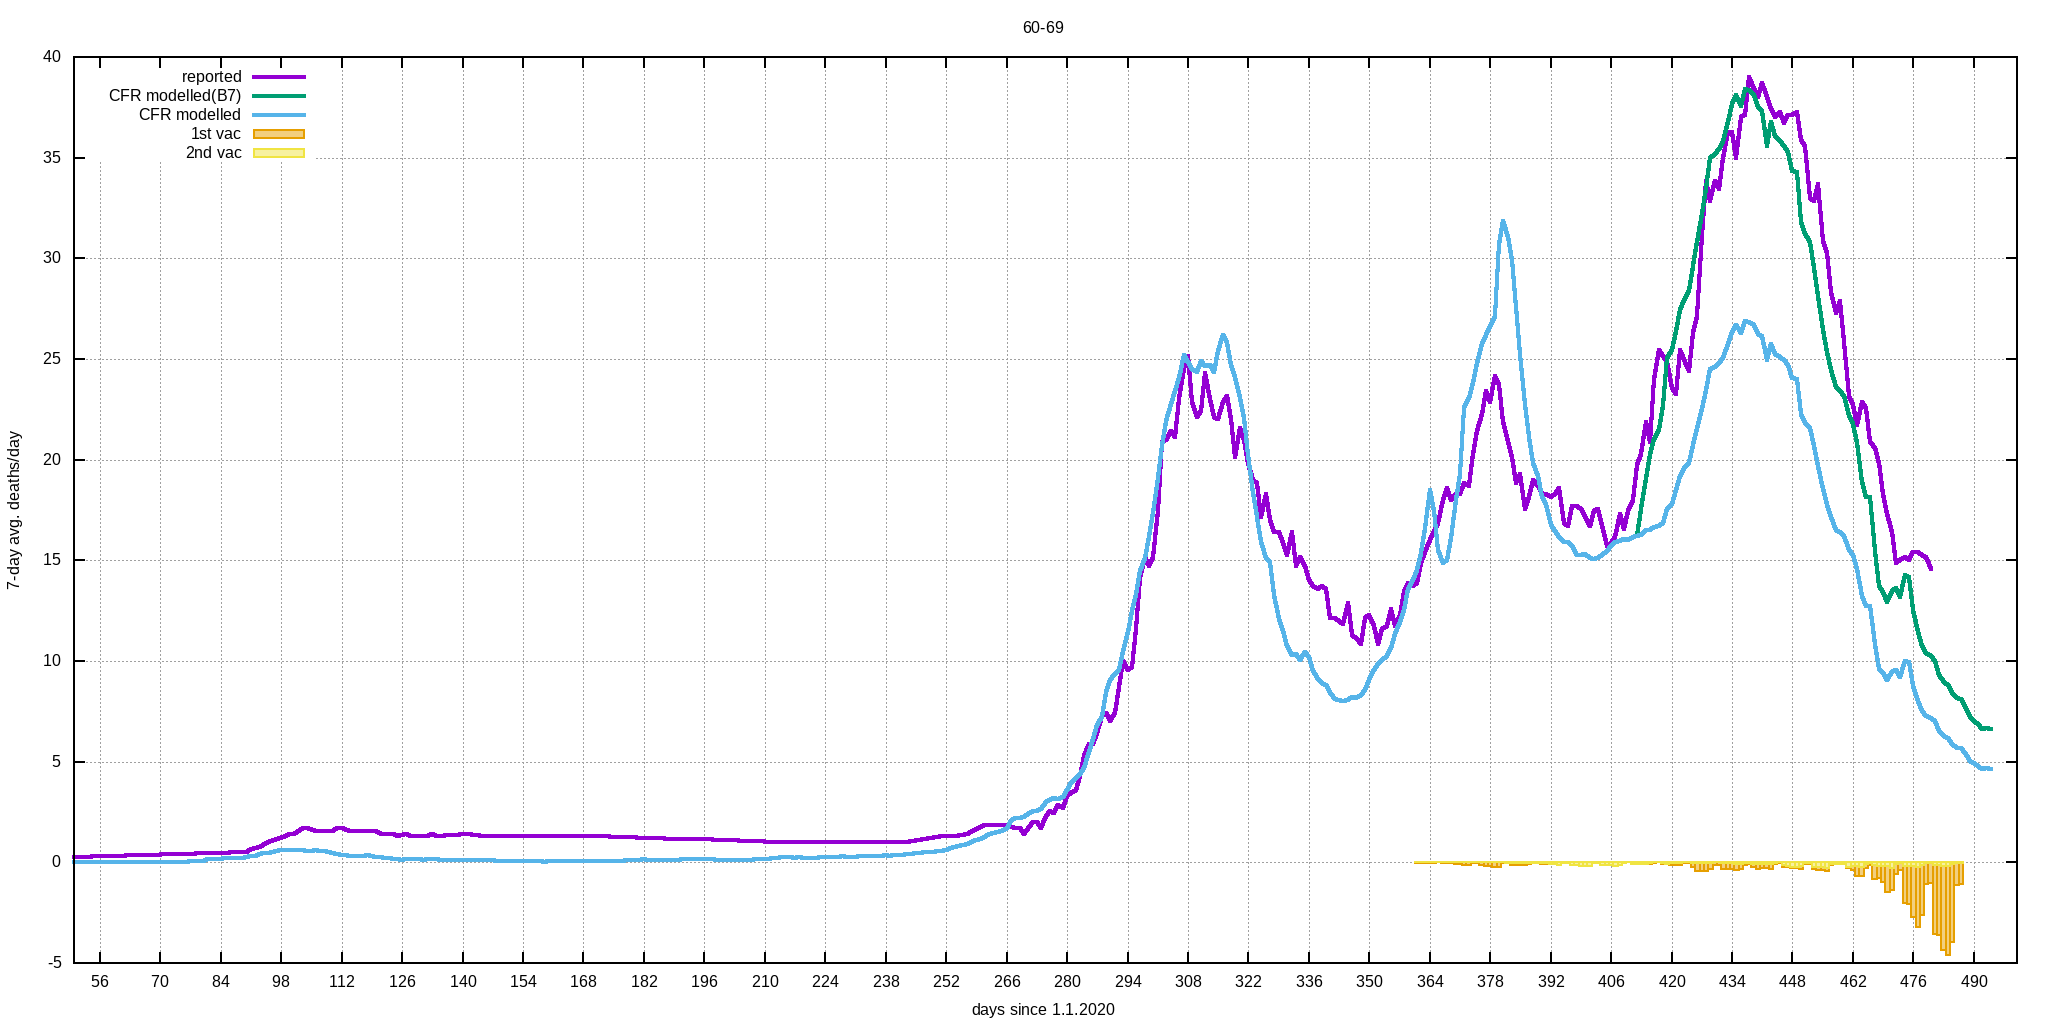 60-69
reported
CFR modelled(B7)
CFR modelled
1st vac
2nd vac
40
35
30
25
20
15
10
5
0
-5
7-day avg. deaths/day
56 70 84 98 112 126 140 154 168 182 196 210 224 238 252 266 280 294 308 322 336 350 364 378 392 406 420 434 448 462 476 490
days since 1.1.2020